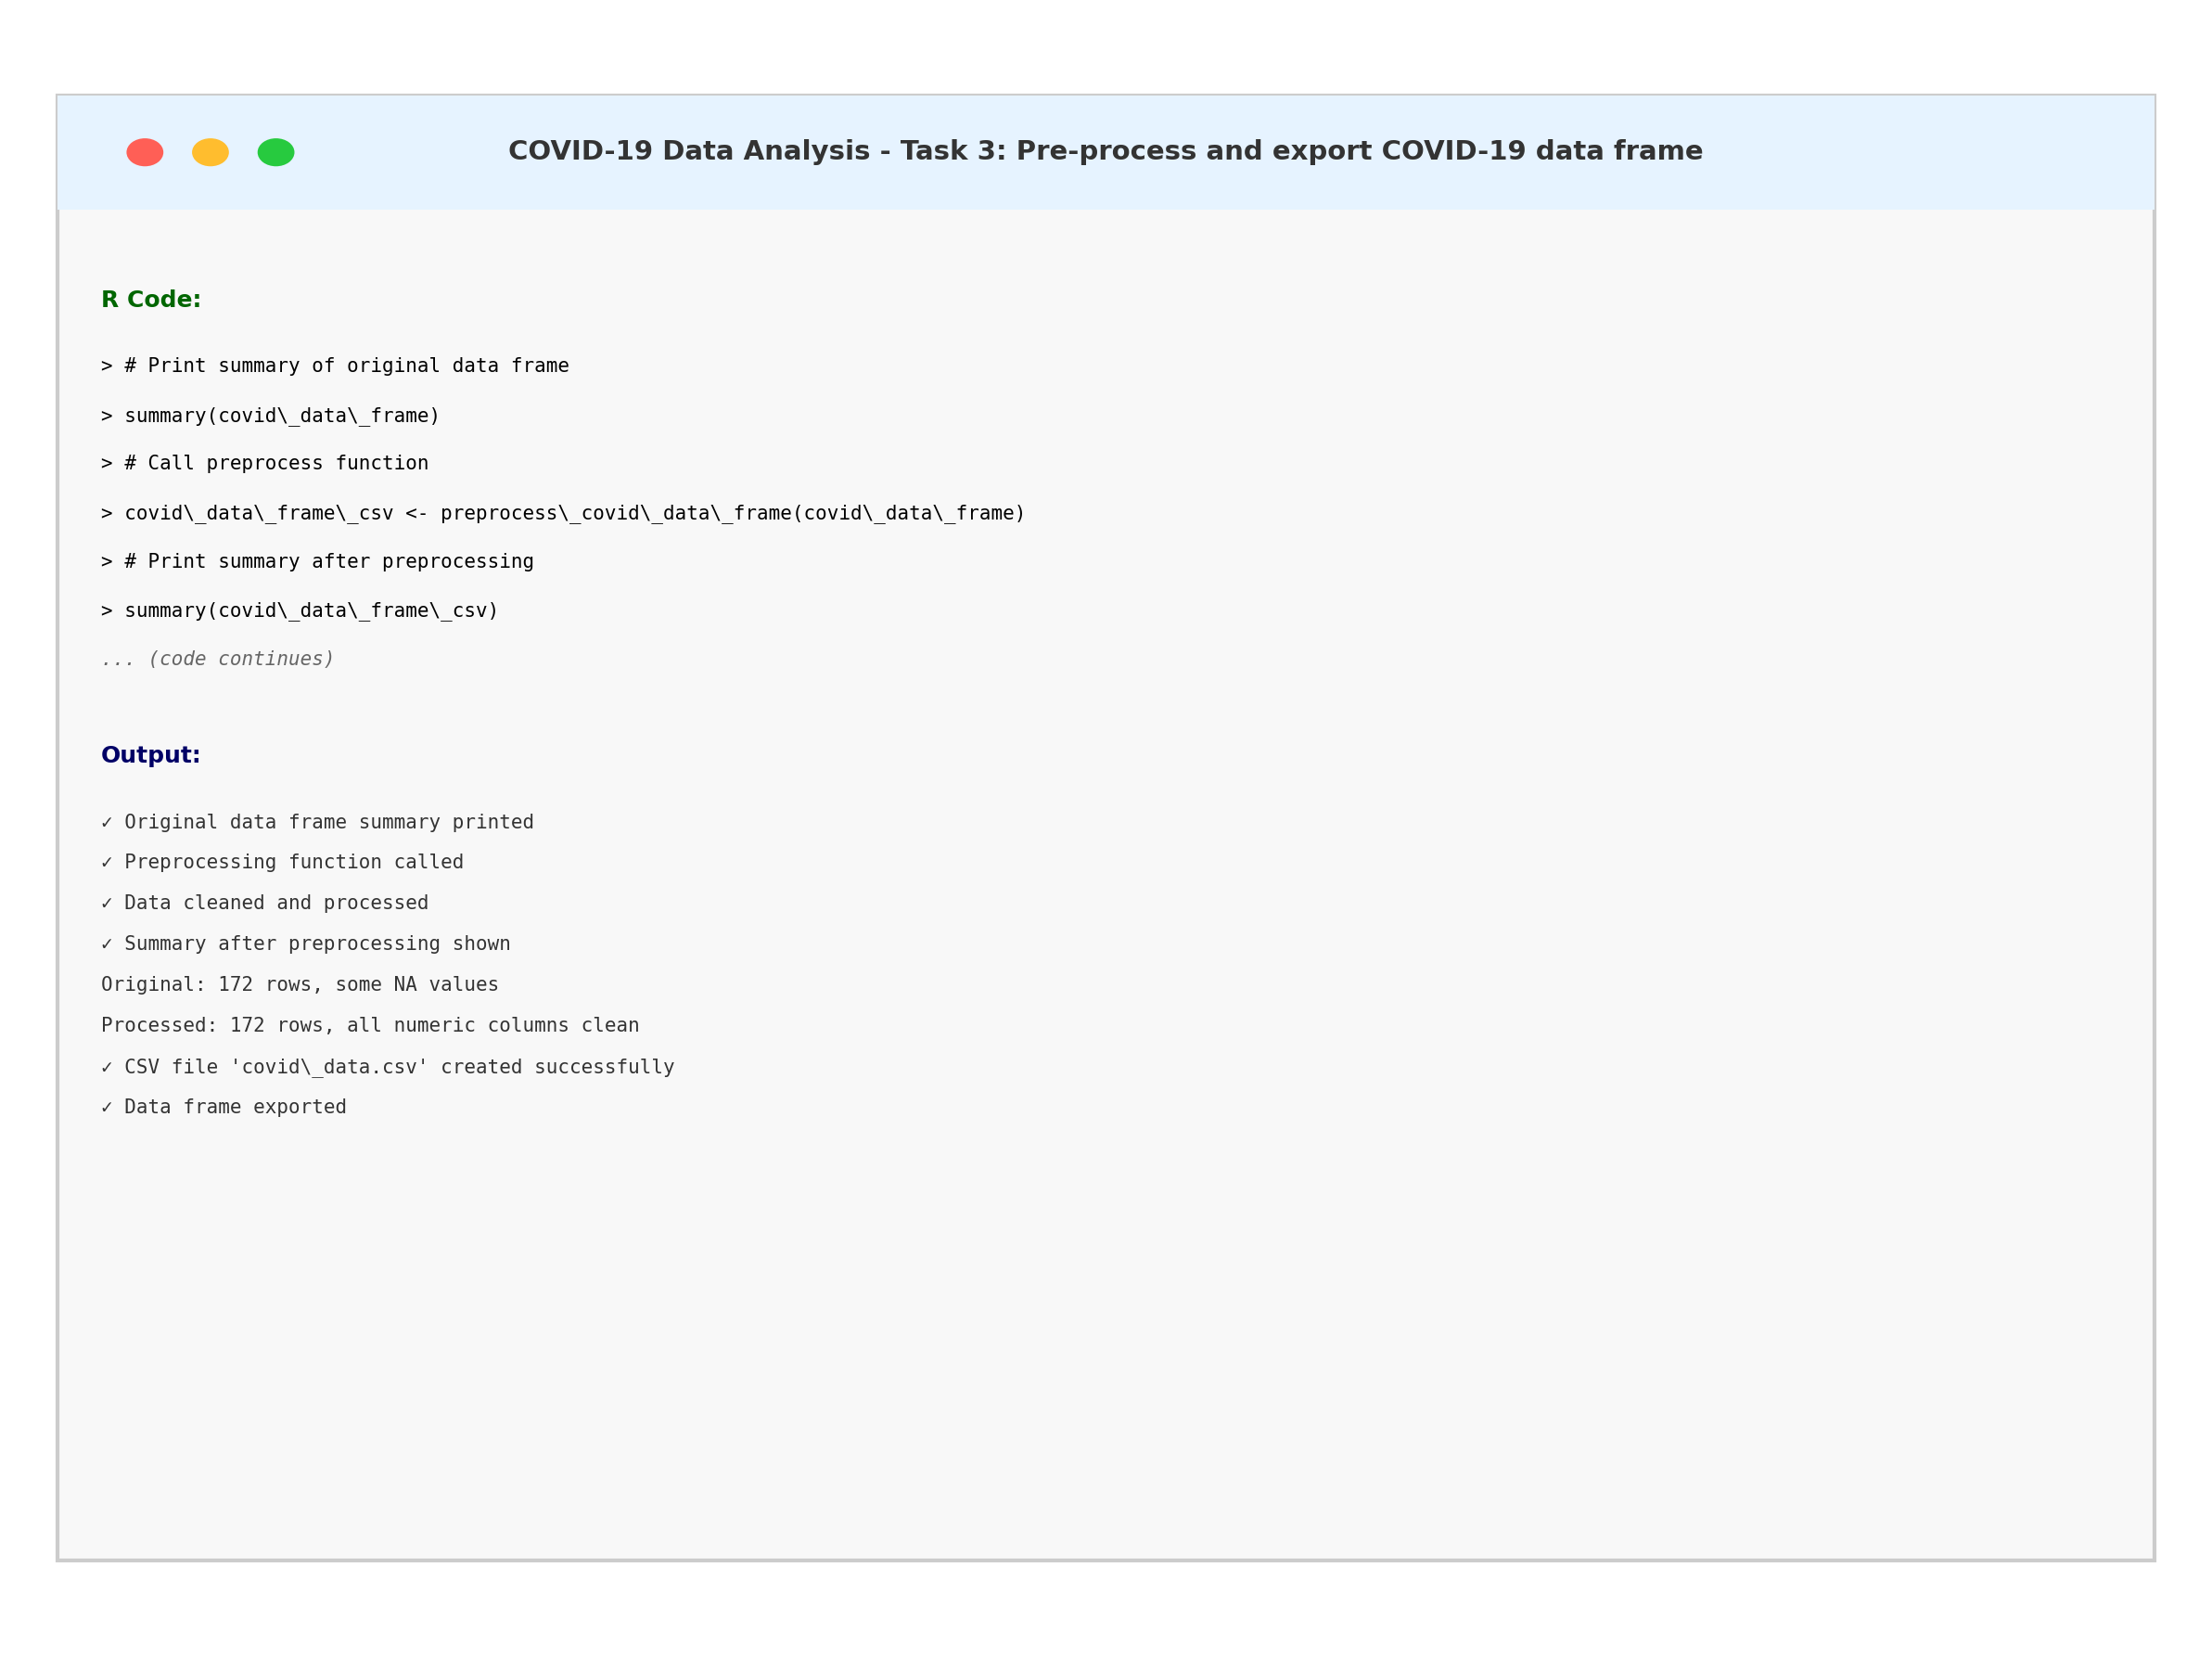 COVID-19 Data Analysis - Task 3: Pre-process and export COVID-19 data frame
R Code:
> # Print summary of original data frame
> summary(covid\_data\_frame)
> # Call preprocess function
> covid\_data\_frame\_csv <- preprocess\_covid\_data\_frame(covid\_data\_frame)
> # Print summary after preprocessing
> summary(covid\_data\_frame\_csv)
... (code continues)
Output:
✓ Original data frame summary printed
✓ Preprocessing function called
✓ Data cleaned and processed
✓ Summary after preprocessing shown
Original: 172 rows, some NA values
Processed: 172 rows, all numeric columns clean
✓ CSV file 'covid\_data.csv' created successfully
✓ Data frame exported